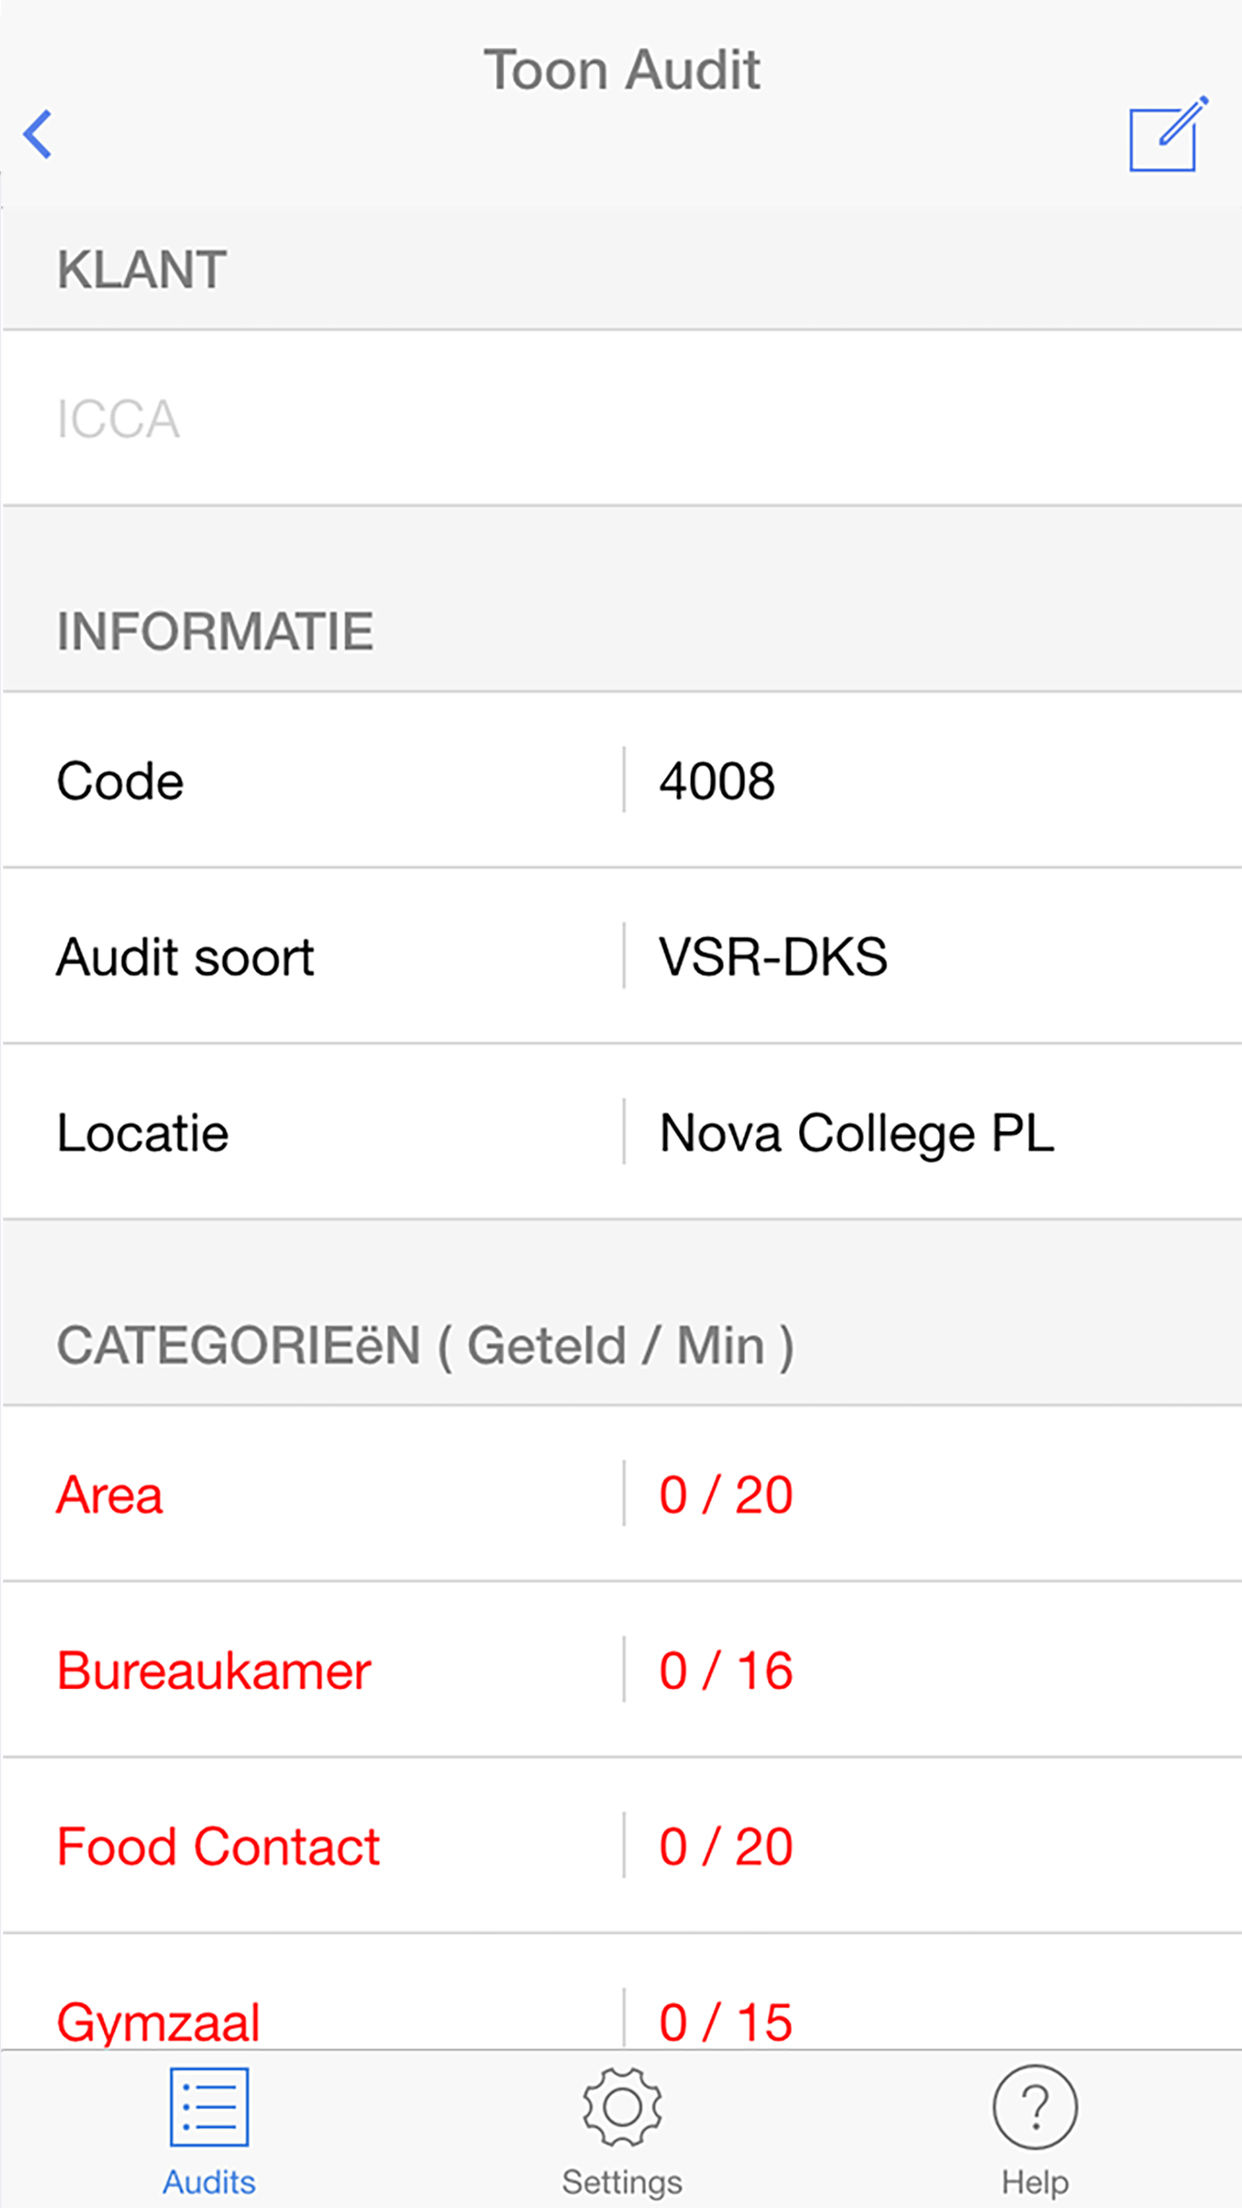 Toon Audit
KLANT
ICCA
INFORMATIE
Code 4008
Audit soort VSR-DKS
Locatie Nova College PL
CATEGORIEëN ( Geteld / Min )
Area 0 / 20
Bureaukamer 0 / 16
Food Contact 0 / 20
Gymzaal 0 / 15
Audits Settings Help